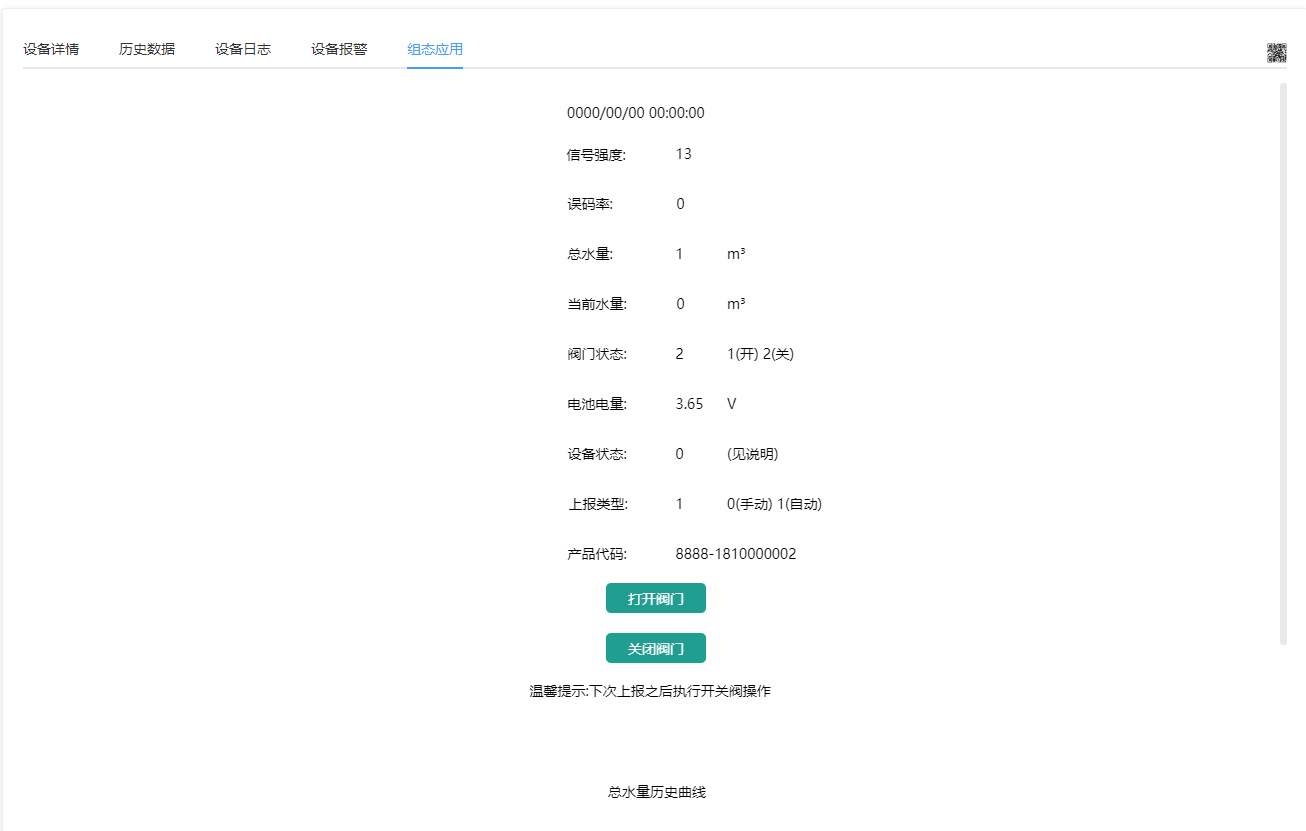 设备详情 历史数据 设备日志 设备报警 组态应用
0000/00/00 00:00:00
信号强度: 13
误码率: 0
总水量: 1 m³
当前水量: 0 m³
阀门状态: 2 1(开) 2(关)
电池电量: 3.65 V
设备状态: 0 (见说明)
上报类型: 1 0(手动) 1(自动)
产品代码: 8888-1810000002
打开阀门
关闭阀门
温馨提示:下次上报之后执行开关阀操作
总水量历史曲线